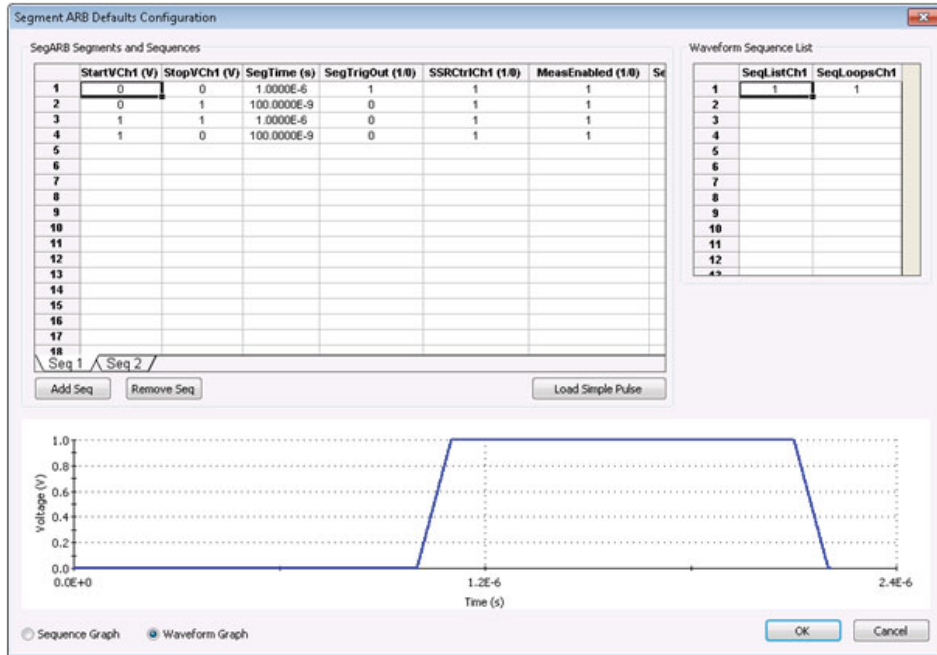 Segment ARB Defaults Configuration
SegARB Segments and Sequences
StartVCh1 (V) StopVCh1 (V) SegTime (s) SegTrigOut (1/0) SSRCtrlCh1 (1/0) MeasEnabled (1/0) Se
1 0 0 1.0000E-6 1 1 1
2 0 1 100.0000E-9 0 1 1
3 1 1 1.0000E-6 0 1 1
4 1 0 100.0000E-9 0 1 1
5
6
7
8
9
10
11
12
13
14
15
16
17
18
Seq 1 Seq 2
Add Seq Remove Seq Load Simple Pulse
Waveform Sequence List
SeqListCh1 SeqLoopsCh1
1 1 1
2
3
4
5
6
7
8
9
10
11
12
13
1.0
0.8
0.6
0.4
0.2
0.0
Voltage (V)
0.0E+0 1.2E-6 2.4E-6
Time (s)
Sequence Graph Waveform Graph OK Cancel